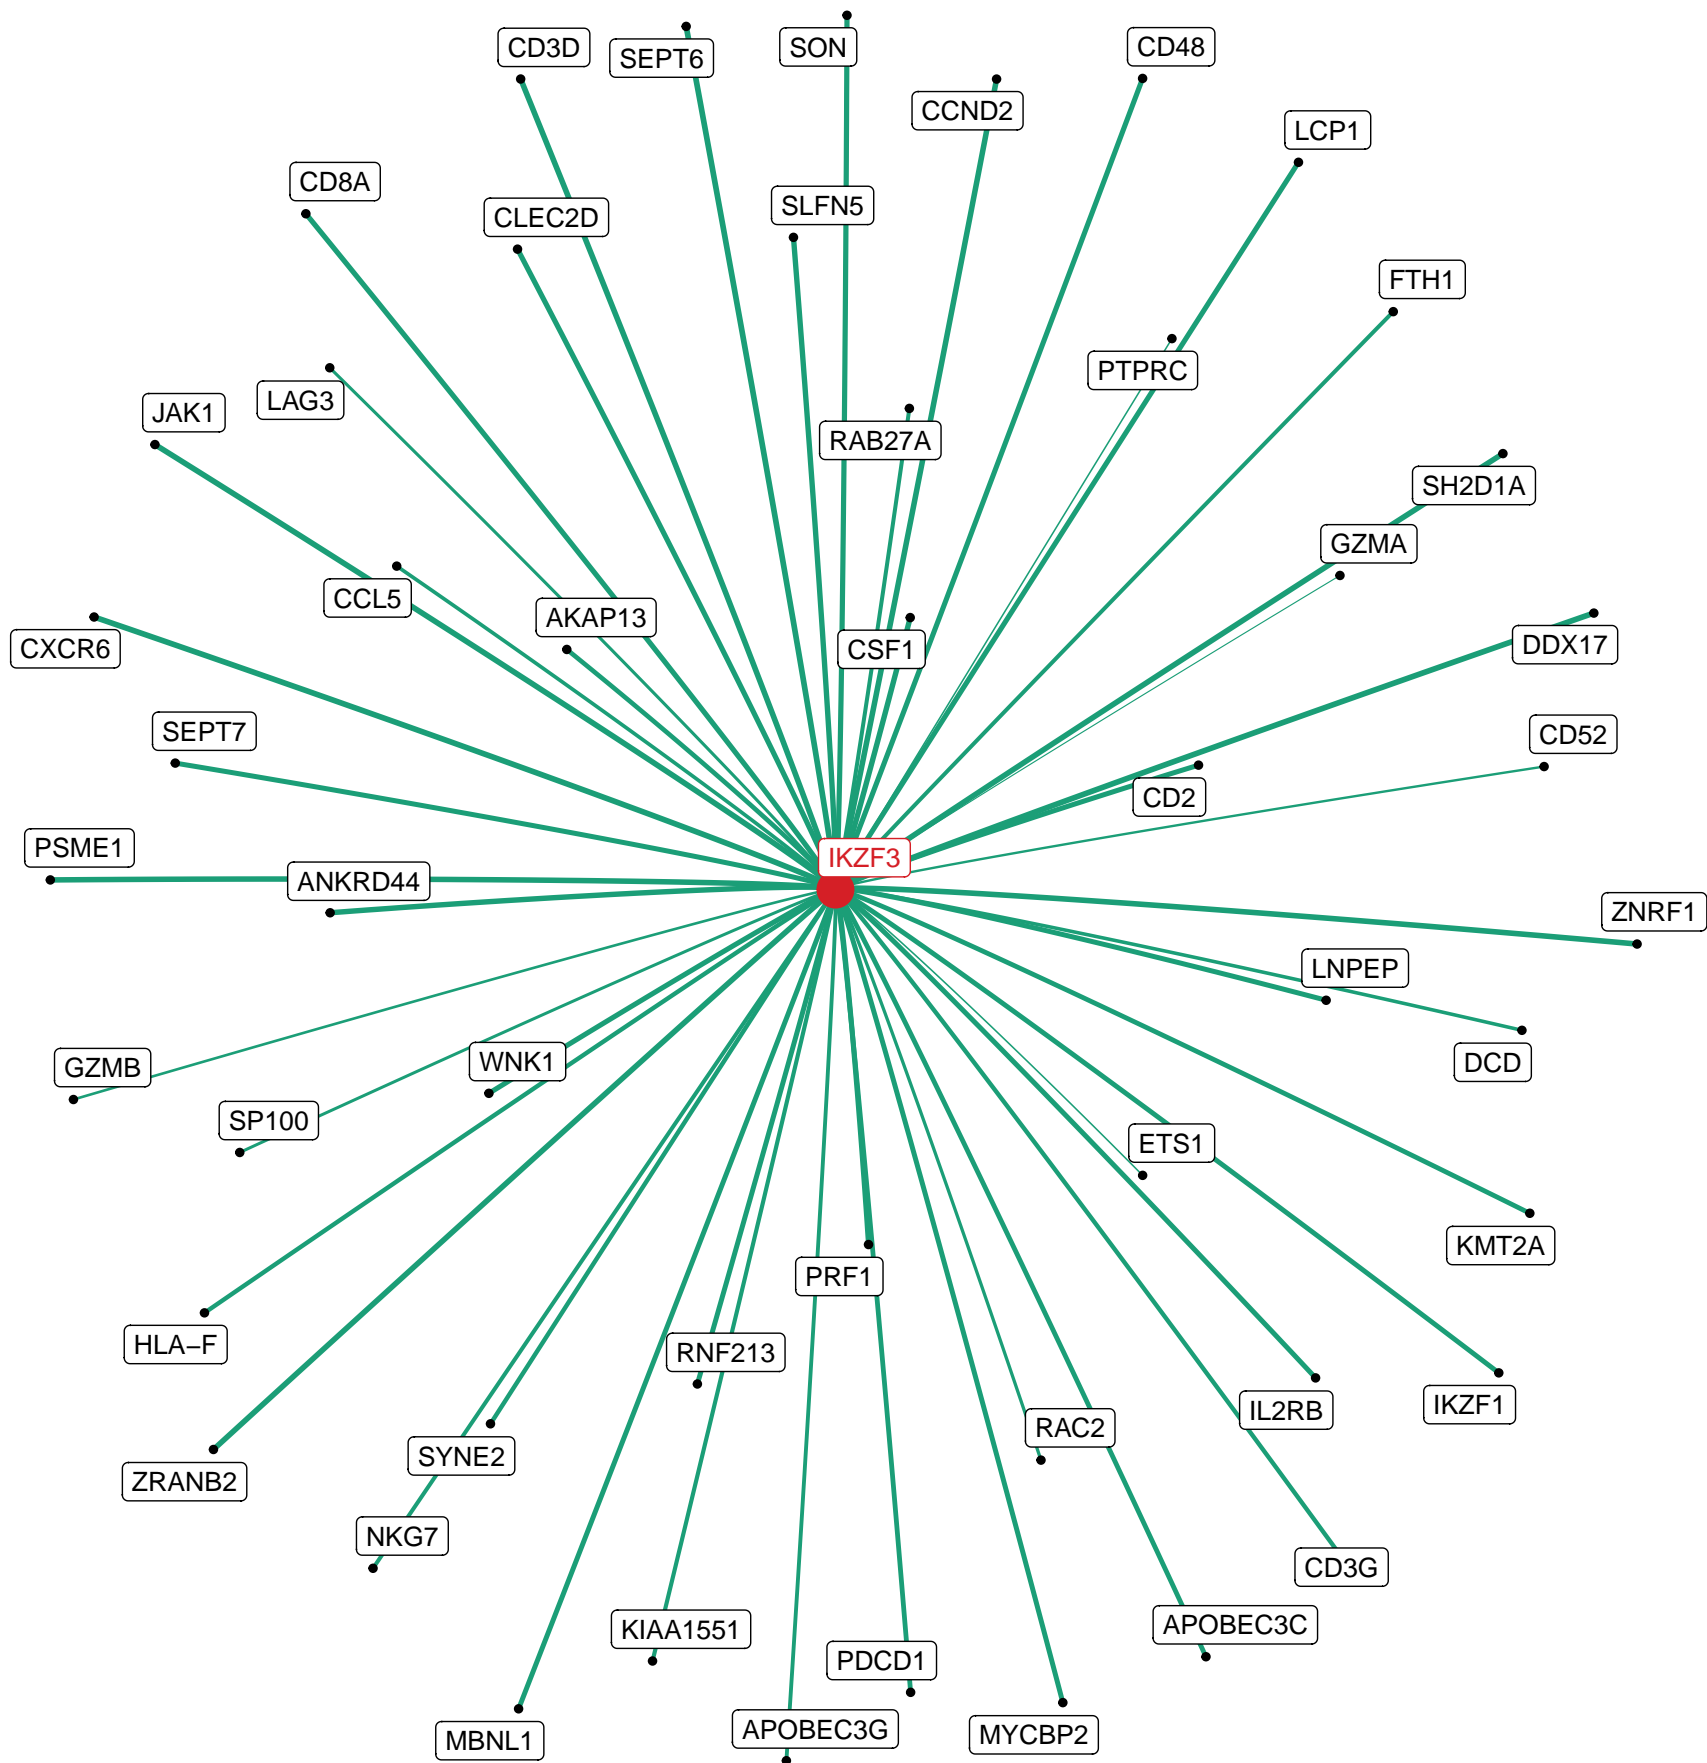 CD3D
SEPT6
SON
CD48
CCND2
LCP1
CD8A
CLEC2D
SLFN5
FTH1
PTPRC
LAG3
JAK1
RAB27A
SH2D1A
GZMA
CCL5
AKAP13
CXCR6
CSF1
DDX17
SEPT7
CD52
CD2
PSME1
IKZF3
ANKRD44
ZNRF1
LNPEP
GZMB
WNK1
DCD
SP100
ETS1
KMT2A
PRF1
HLA−F
RNF213
IL2RB
IKZF1
RAC2
SYNE2
ZRANB2
NKG7
CD3G
APOBEC3C
KIAA1551
PDCD1
APOBEC3G
MYCBP2
MBNL1